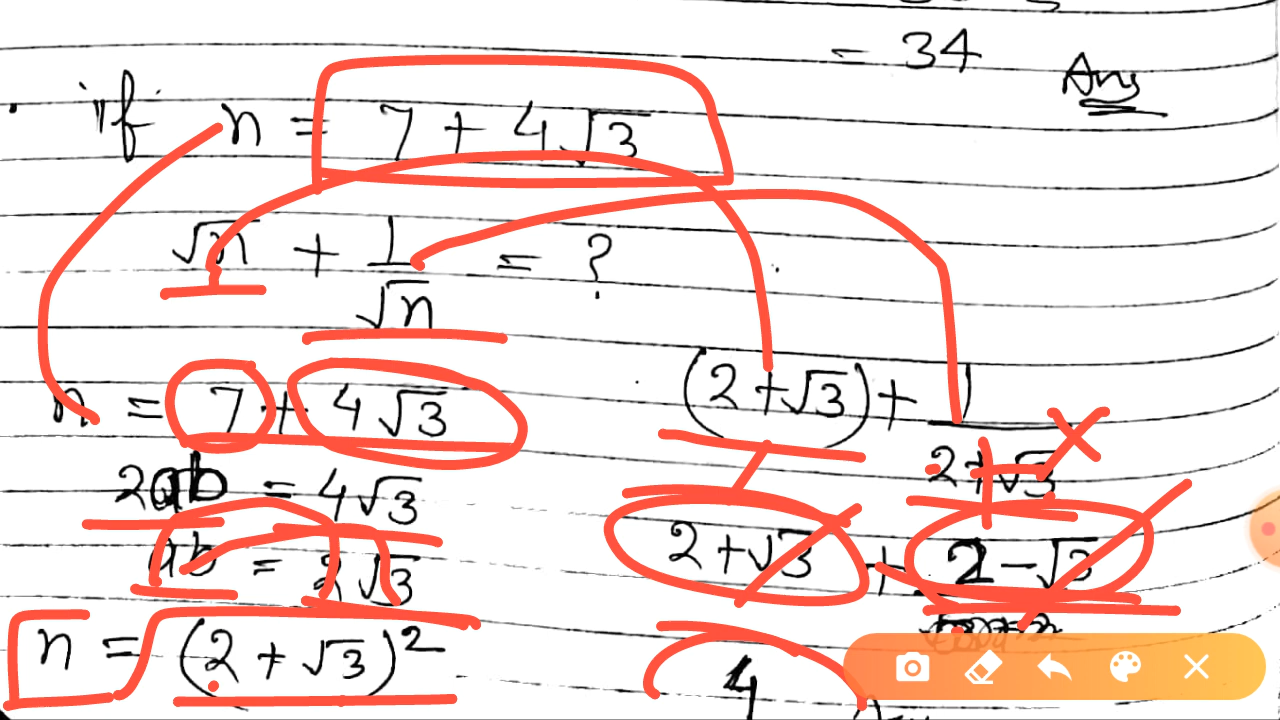 = 34 Ans
if n = 7 + 4√3
√n + 1/√n = ?
n = 7 + 4√3
2ab = 4√3
ab = 2√3
n = (2 + √3)²
(2 + √3) + 1/2+√3
2 + √3 + 2 - √3
4